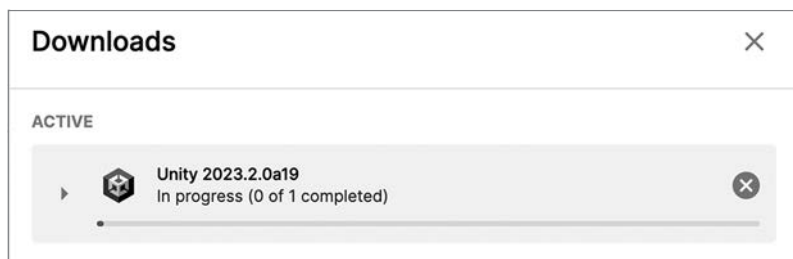 Downloads
ACTIVE
Unity 2023.2.0a19
In progress (0 of 1 completed)